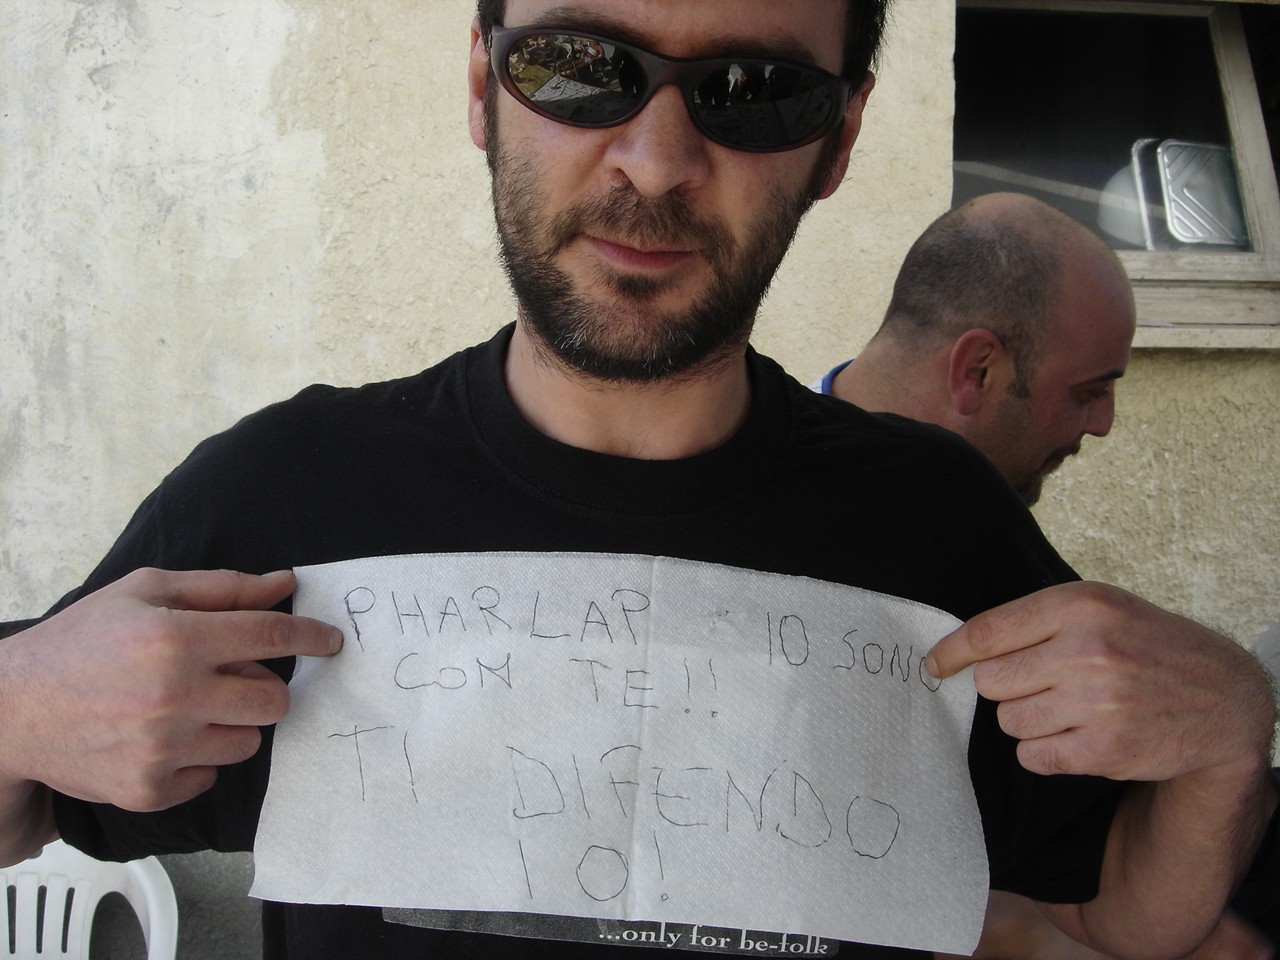 PHARLAP IO SONO
CON TE!!
TI DIFENDO
IO!
...only for be-folk